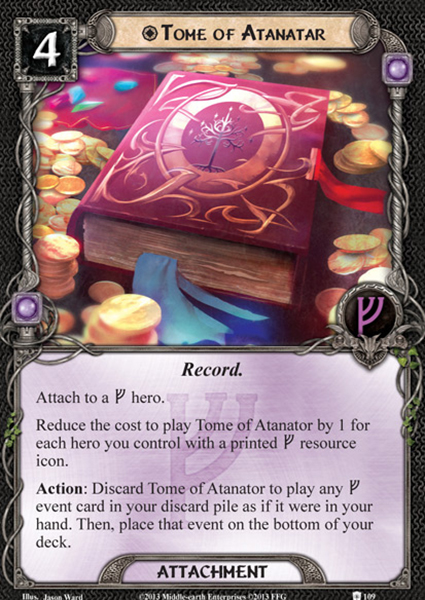 4
Tome of Atanatar
Record.
Attach to a hero.
Reduce the cost to play Tome of Atanator by 1 for
each hero you control with a printed resource
icon.
Action: Discard Tome of Atanator to play any
event card in your discard pile as if it were in your
hand. Then, place that event on the bottom of your
deck.
ATTACHMENT
Illus. Jason Ward ©2013 Middle-earth Enterprises ©2013 FFG 109